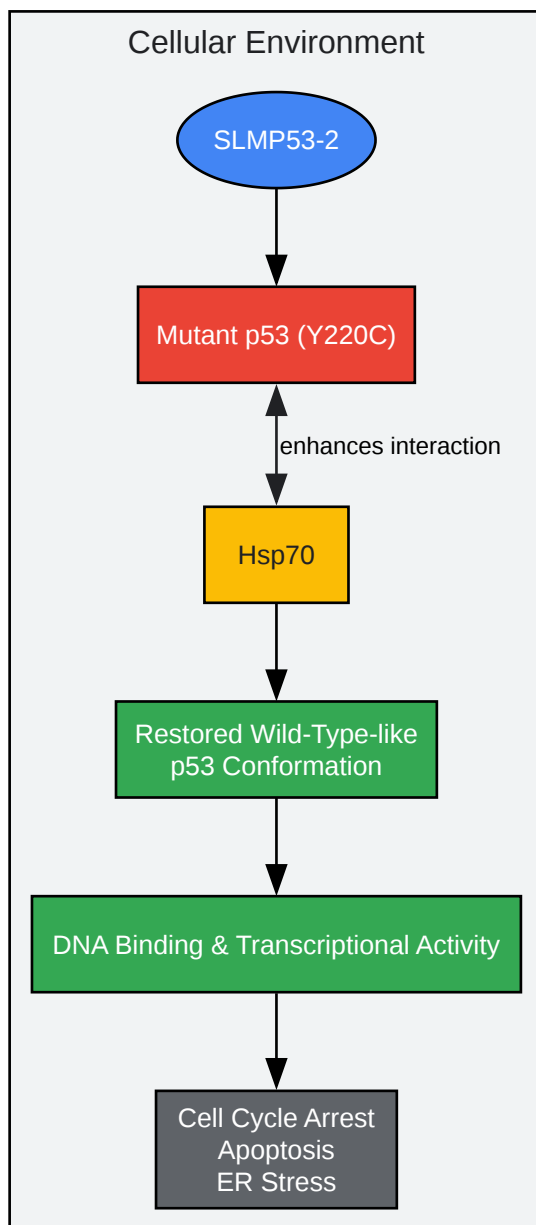 Cellular Environment
SLMP53-2
Mutant p53 (Y220C)
enhances interaction
Hsp70
Restored Wild-Type-like
p53 Conformation
DNA Binding & Transcriptional Activity
Cell Cycle Arrest
Apoptosis
ER Stress